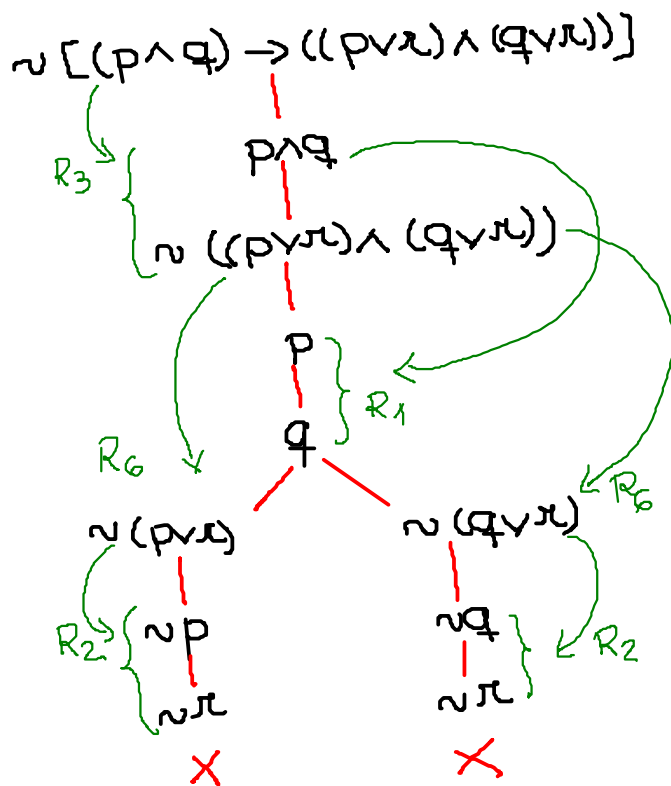 ~ [(p∧q) → ((p∨r)∧(q∨r))]
p∧q
R3
~ ((p∨r)∧(q∨r))
p
R1
q
R6
R6
~(p∨r)
~(q∨r)
~p
~q
R2
R2
~r
~r
×
×